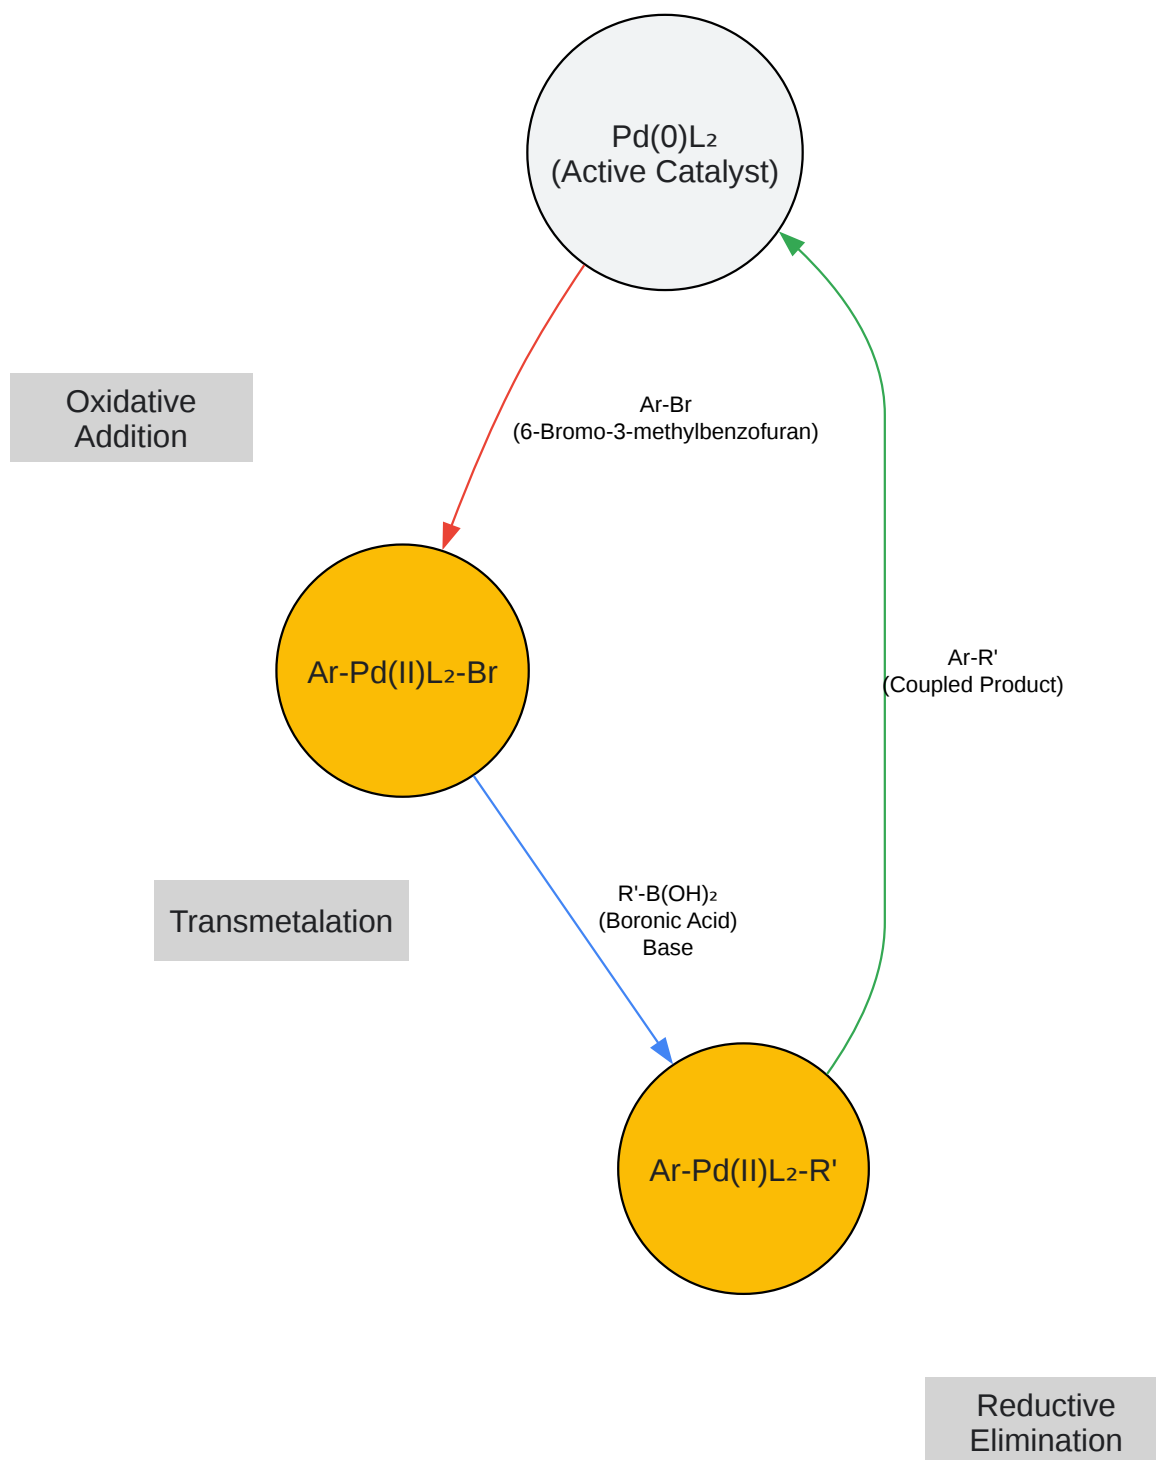 Pd(0)L₂
(Active Catalyst)
Oxidative
Addition
Ar-Br
(6-Bromo-3-methylbenzofuran)
Ar-Pd(II)L₂-Br
Ar-R'
(Coupled Product)
Transmetalation
R'-B(OH)₂
(Boronic Acid)
Base
Ar-Pd(II)L₂-R'
Reductive
Elimination